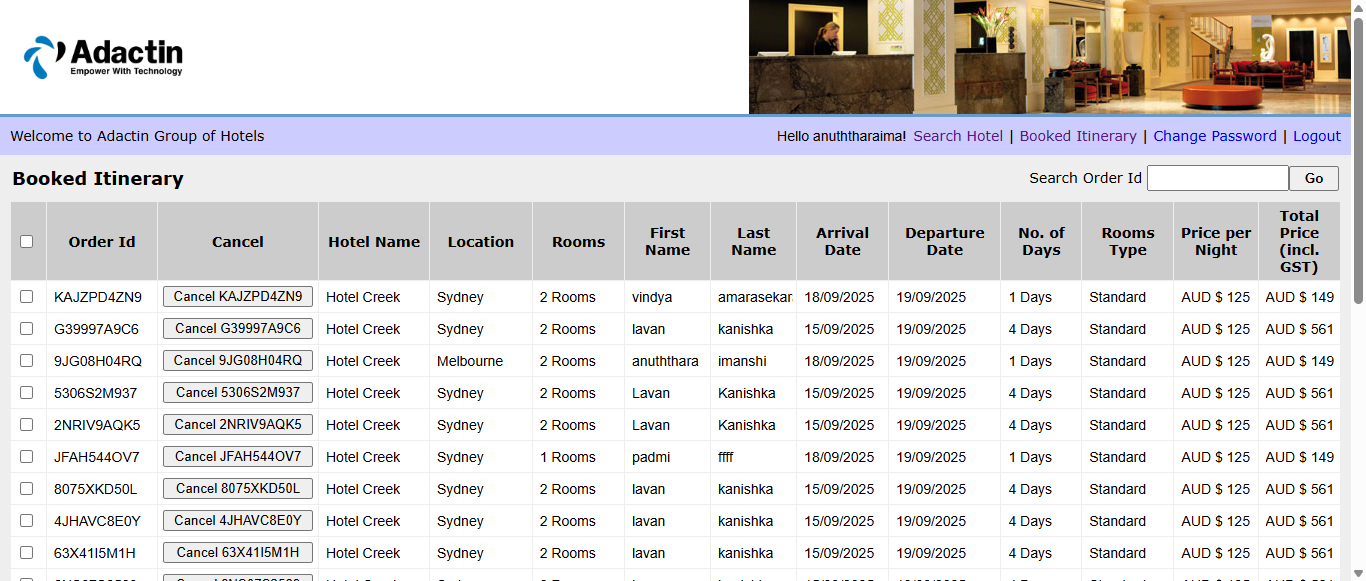 Adactin
Empower With Technology
Welcome to Adactin Group of Hotels
Hello anuththaraima! Search Hotel | Booked Itinerary | Change Password | Logout
Booked Itinerary
Search Order Id Go
Order Id Cancel Hotel Name Location Rooms First Name Last Name Arrival Date Departure Date No. of Days Rooms Type Price per Night Total Price (incl. GST)
KAJZPD4ZN9 Cancel KAJZPD4ZN9 Hotel Creek Sydney 2 Rooms vindya amarasekar 18/09/2025 19/09/2025 1 Days Standard AUD $ 125 AUD $ 149
G39997A9C6 Cancel G39997A9C6 Hotel Creek Sydney 2 Rooms lavan kanishka 15/09/2025 19/09/2025 4 Days Standard AUD $ 125 AUD $ 561
9JG08H04RQ Cancel 9JG08H04RQ Hotel Creek Melbourne 2 Rooms anuththara imanshi 18/09/2025 19/09/2025 1 Days Standard AUD $ 125 AUD $ 149
5306S2M937 Cancel 5306S2M937 Hotel Creek Sydney 2 Rooms Lavan Kanishka 15/09/2025 19/09/2025 4 Days Standard AUD $ 125 AUD $ 561
2NRIV9AQK5 Cancel 2NRIV9AQK5 Hotel Creek Sydney 2 Rooms Lavan Kanishka 15/09/2025 19/09/2025 4 Days Standard AUD $ 125 AUD $ 561
JFAH544OV7 Cancel JFAH544OV7 Hotel Creek Sydney 1 Rooms padmi ffff 18/09/2025 19/09/2025 1 Days Standard AUD $ 125 AUD $ 149
8075XKD50L Cancel 8075XKD50L Hotel Creek Sydney 2 Rooms lavan kanishka 15/09/2025 19/09/2025 4 Days Standard AUD $ 125 AUD $ 561
4JHAVC8E0Y Cancel 4JHAVC8E0Y Hotel Creek Sydney 2 Rooms lavan kanishka 15/09/2025 19/09/2025 4 Days Standard AUD $ 125 AUD $ 561
63X41I5M1H Cancel 63X41I5M1H Hotel Creek Sydney 2 Rooms lavan kanishka 15/09/2025 19/09/2025 4 Days Standard AUD $ 125 AUD $ 561